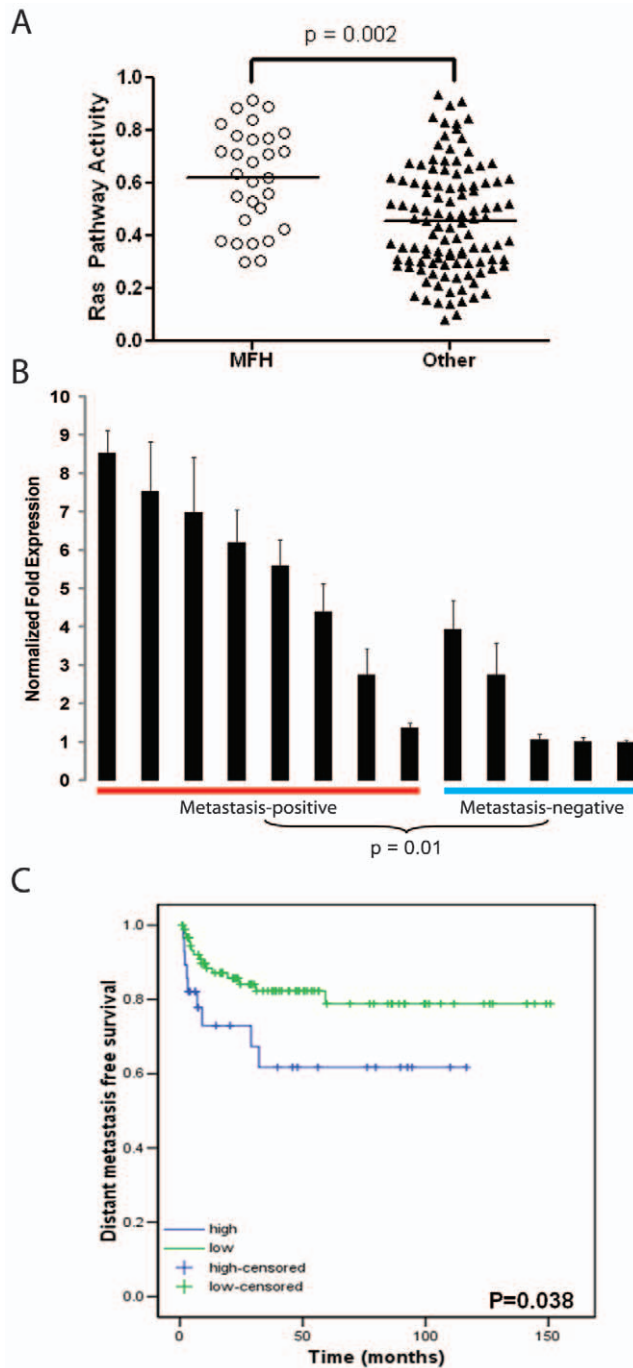 A
p = 0.002
Ras Pathway Activity
1.0
0.8
0.6
0.4
0.2
0.0
MFH Other
B
Normalized Fold Expression
10
9
8
7
6
5
4
3
2
1
0
Metastasis-positive Metastasis-negative
p = 0.01
C
Distant metastasis free survival
1.0
0.8
0.6
0.4
0.2
0.0
high
low
high-censored
low-censored
P=0.038
0 50 100 150
Time (months)